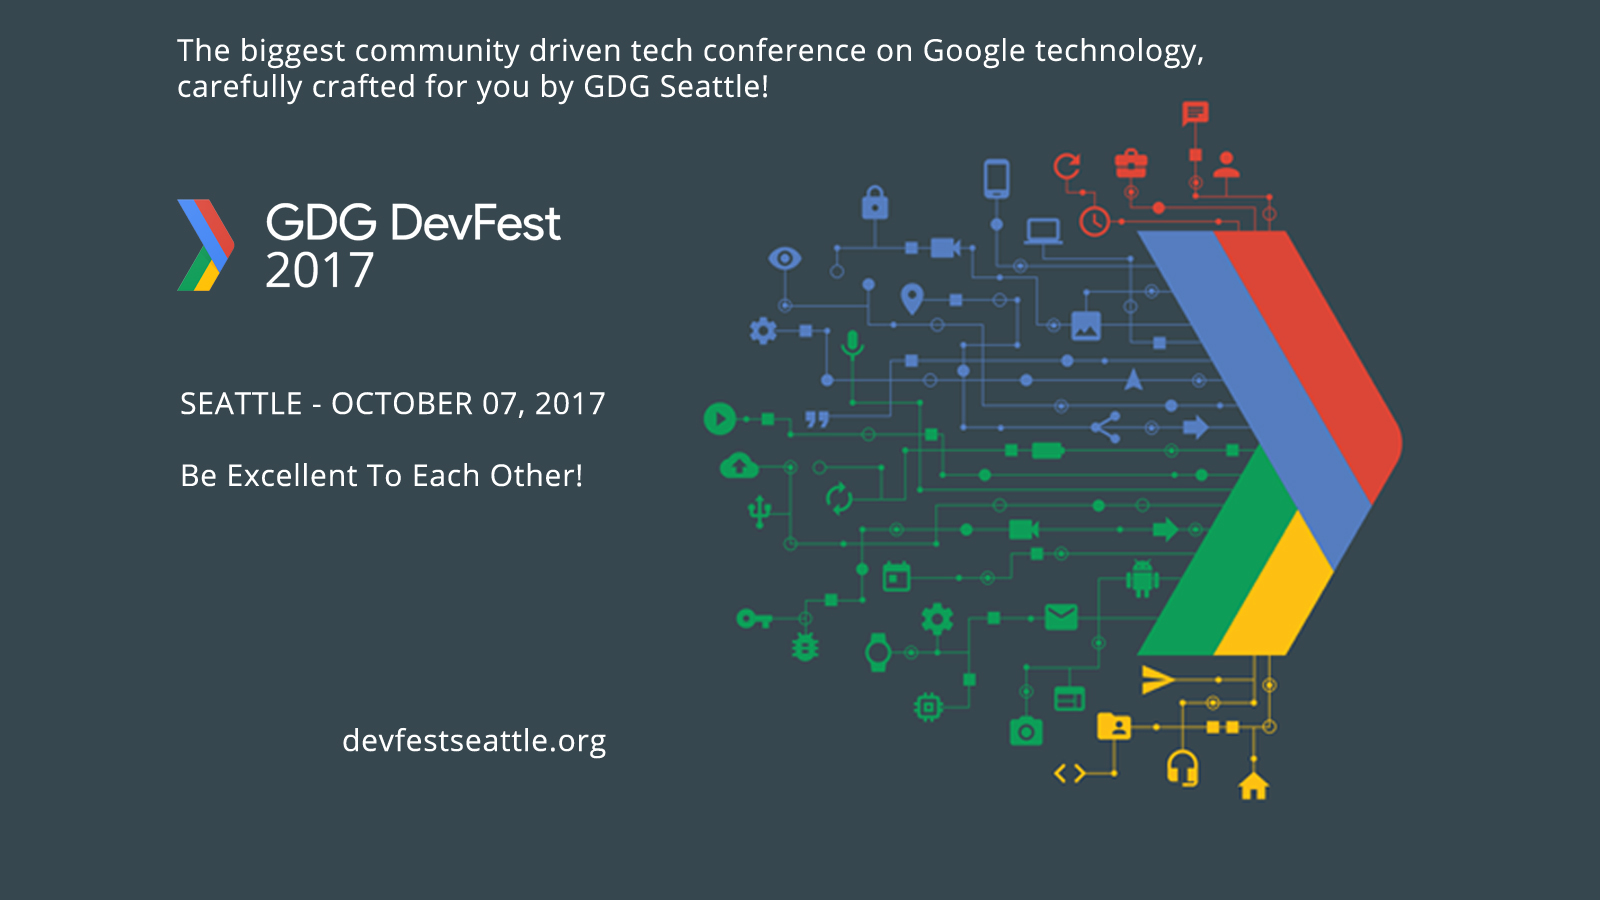 The biggest community driven tech conference on Google technology,
carefully crafted for you by GDG Seattle!
GDG DevFest
2017
SEATTLE - OCTOBER 07, 2017
Be Excellent To Each Other!
devfestseattle.org